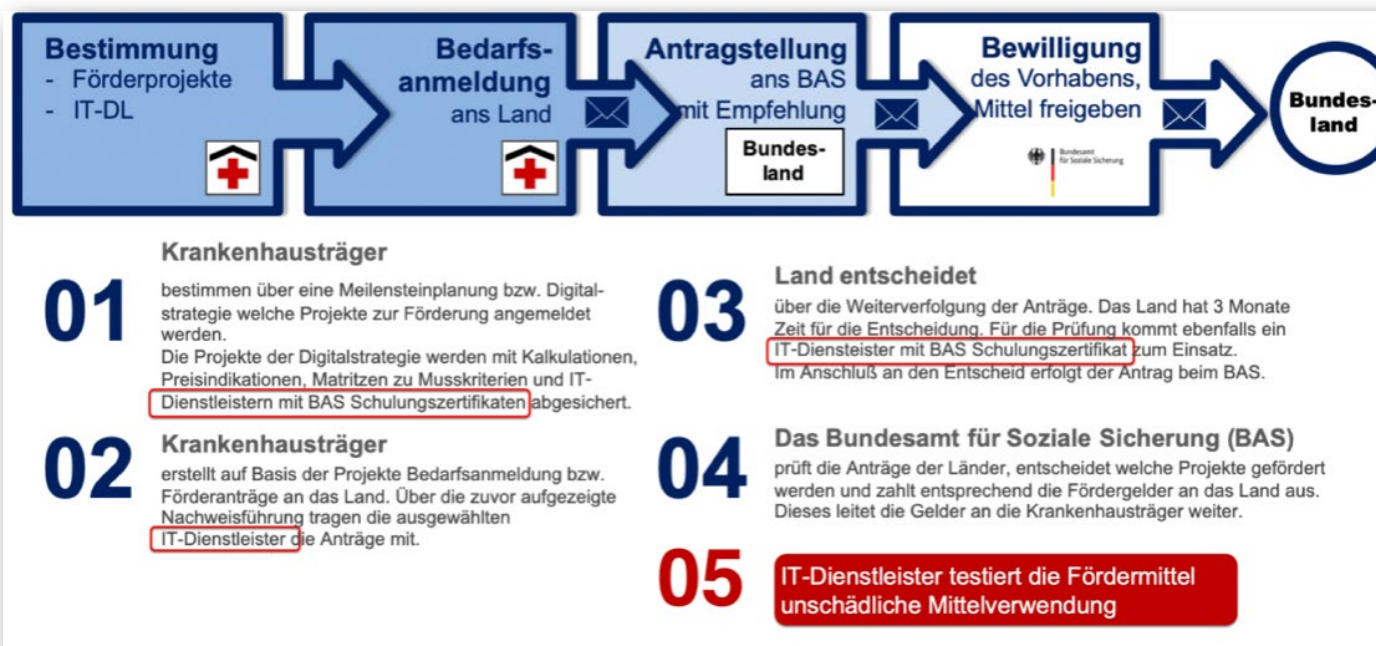 Bestimmung
- Förderprojekte
- IT-DL
Bedarfs-
anmeldung
ans Land
Antragstellung
ans BAS
mit Empfehlung
Bundes-
land
Bewilligung
des Vorhabens,
Mittel freigeben
Bundesamt
für Soziale Sicherung
Bundes-
land
01
Krankenhausträger
bestimmen über eine Meilensteinplanung bzw. Digital-
strategie welche Projekte zur Förderung angemeldet
werden.
Die Projekte der Digitalstrategie werden mit Kalkulationen,
Preisindikationen, Matritzen zu Musskriterien und IT-
Dienstleistern mit BAS Schulungszertifikaten abgesichert.
02
Krankenhausträger
erstellt auf Basis der Projekte Bedarfsanmeldung bzw.
Förderanträge an das Land. Über die zuvor aufgezeigte
Nachweisführung tragen die ausgewählten
IT-Dienstleister die Anträge mit.
03
Land entscheidet
über die Weiterverfolgung der Anträge. Das Land hat 3 Monate
Zeit für die Entscheidung. Für die Prüfung kommt ebenfalls ein
IT-Diensteister mit BAS Schulungszertifikat zum Einsatz.
Im Anschluß an den Entscheid erfolgt der Antrag beim BAS.
04
Das Bundesamt für Soziale Sicherung (BAS)
prüft die Anträge der Länder, entscheidet welche Projekte gefördert
werden und zahlt entsprechend die Fördergelder an das Land aus.
Dieses leitet die Gelder an die Krankenhausträger weiter.
05
IT-Dienstleister testiert die Fördermittel
unschädliche Mittelverwendung